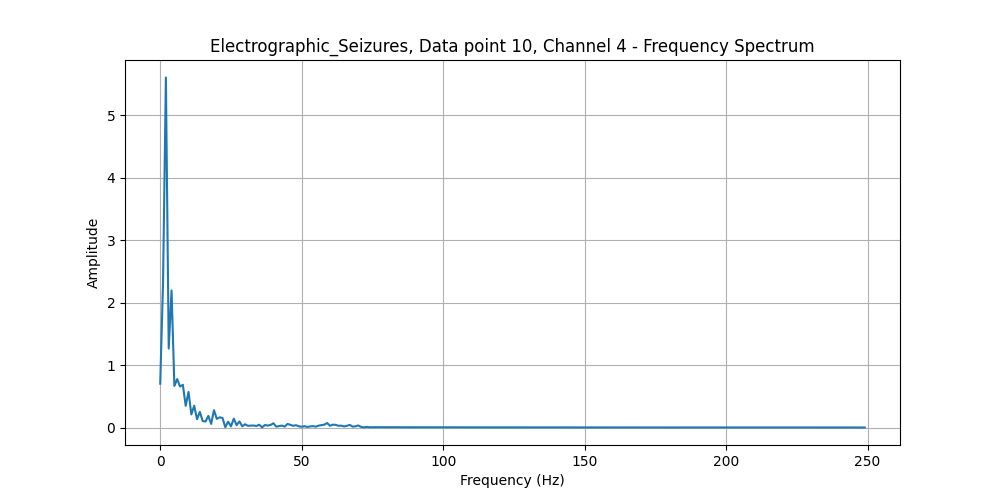 Electrographic_Seizures, Data point 10, Channel 4 - Frequency Spectrum
Amplitude
5
4
3
2
1
0
0 50 100 150 200 250
Frequency (Hz)